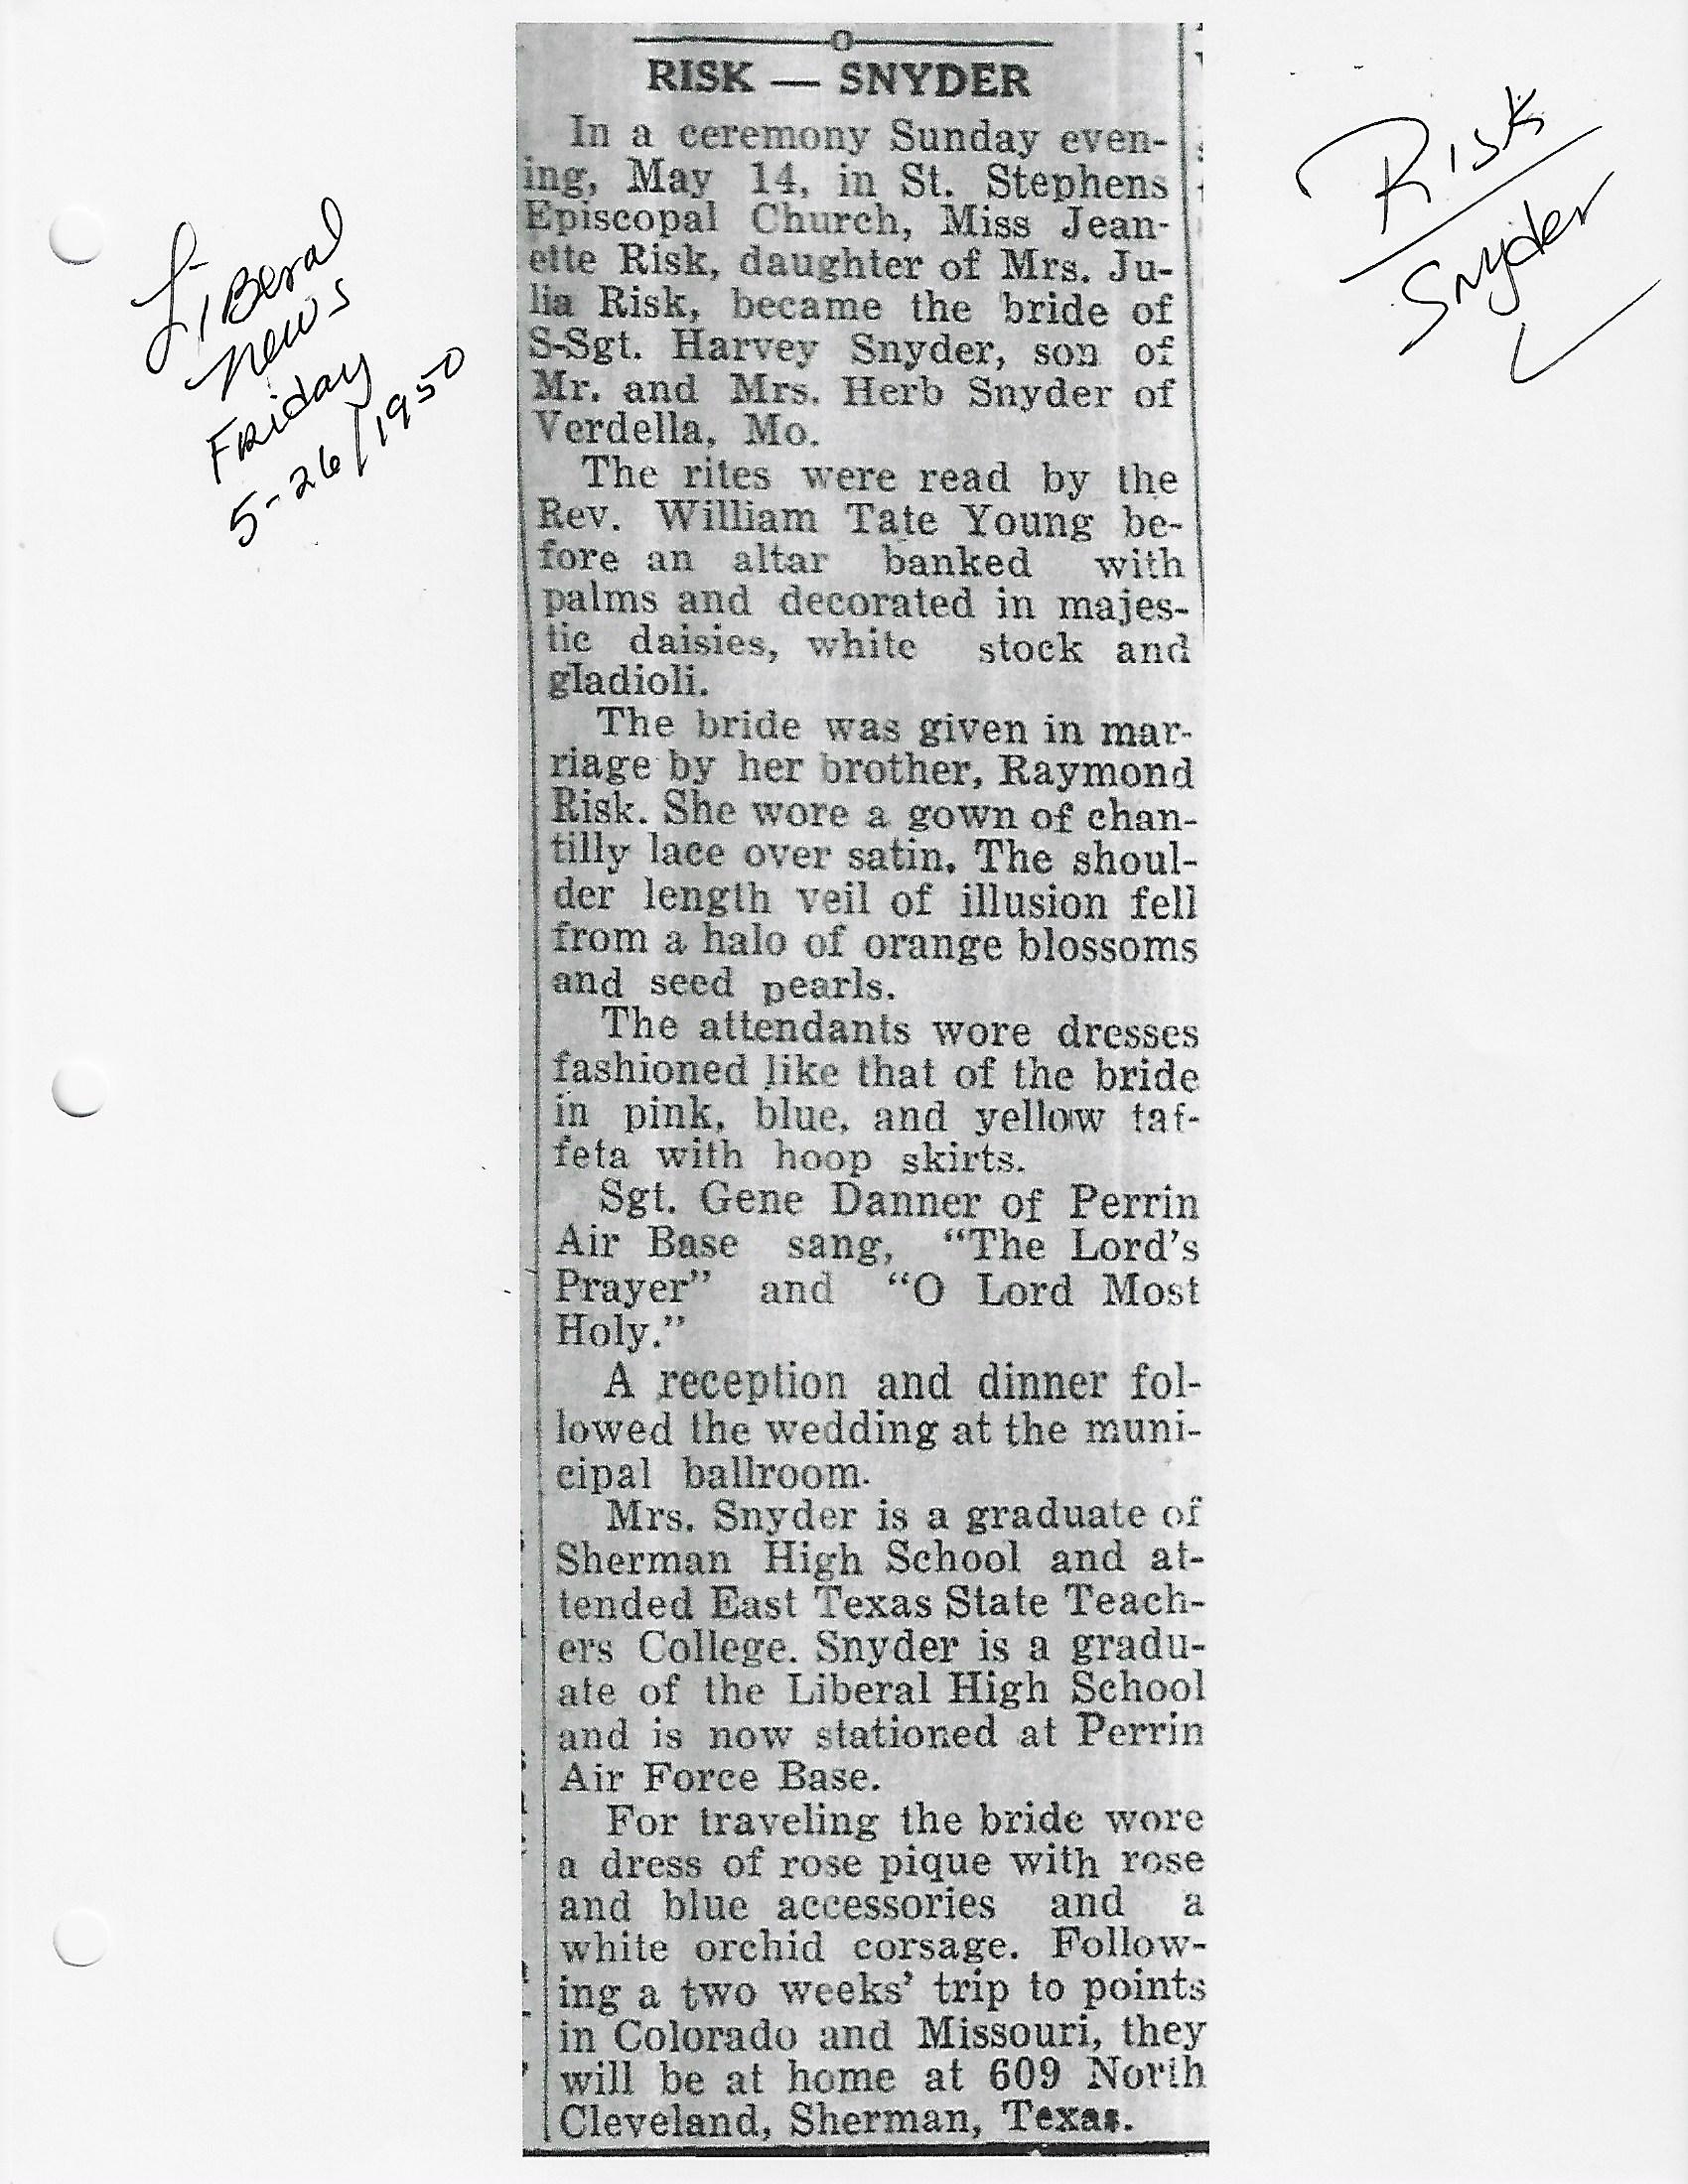 RISK — SNYDER
In a ceremony Sunday even-
ing, May 14, in St. Stephens
Episcopal Church, Miss Jean-
ette Risk, daughter of Mrs. Ju-
lia Risk, became the bride of
S-Sgt. Harvey Snyder, son of
Mr. and Mrs. Herb Snyder of
Verdella, Mo.
The rites were read by the
Rev. William Tate Young be-
fore an altar banked with
palms and decorated in majes-
tic daisies, white stock and
gladioli.
The bride was given in mar-
riage by her brother, Raymond
Risk. She wore a gown of chan-
tilly lace over satin. The shoul-
der length veil of illusion fell
from a halo of orange blossoms
and seed pearls.
The attendants wore dresses
fashioned like that of the bride
in pink, blue, and yellow taf-
feta with hoop skirts.
Sgt. Gene Danner of Perrin
Air Base sang, “The Lord's
Prayer” and “O Lord Most
Holy.”
A reception and dinner fol-
lowed the wedding at the muni-
cipal ballroom.
Mrs. Snyder is a graduate of
Sherman High School and at-
tended East Texas State Teach-
ers College. Snyder is a gradu-
ate of the Liberal High School
and is now stationed at Perrin
Air Force Base.
For traveling the bride wore
a dress of rose pique with rose
and blue accessories and a
white orchid corsage. Follow-
ing a two weeks' trip to points
in Colorado and Missouri, they
will be at home at 609 North
Cleveland, Sherman, Texas.
Liberal
News
Friday
5-26/1950
Risk
Snyder